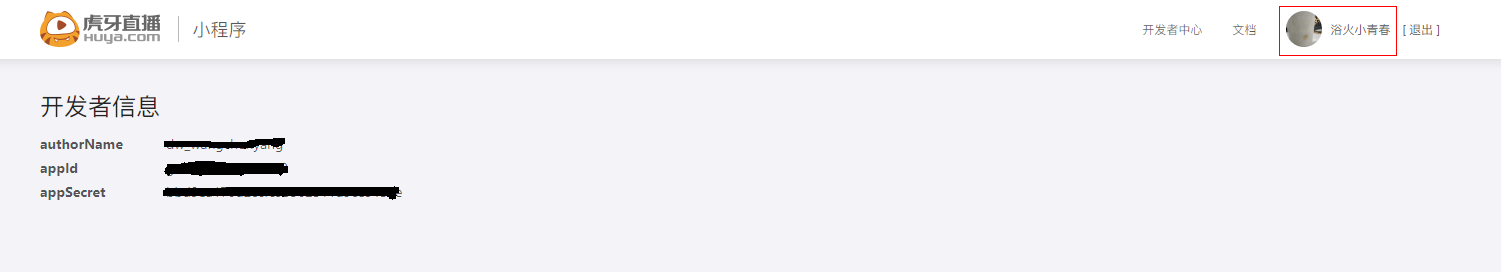 虎牙直播
HUYA.com
小程序
开发者中心
文档
浴火小青春
[ 退出 ]
开发者信息
authorName
appId
appSecret